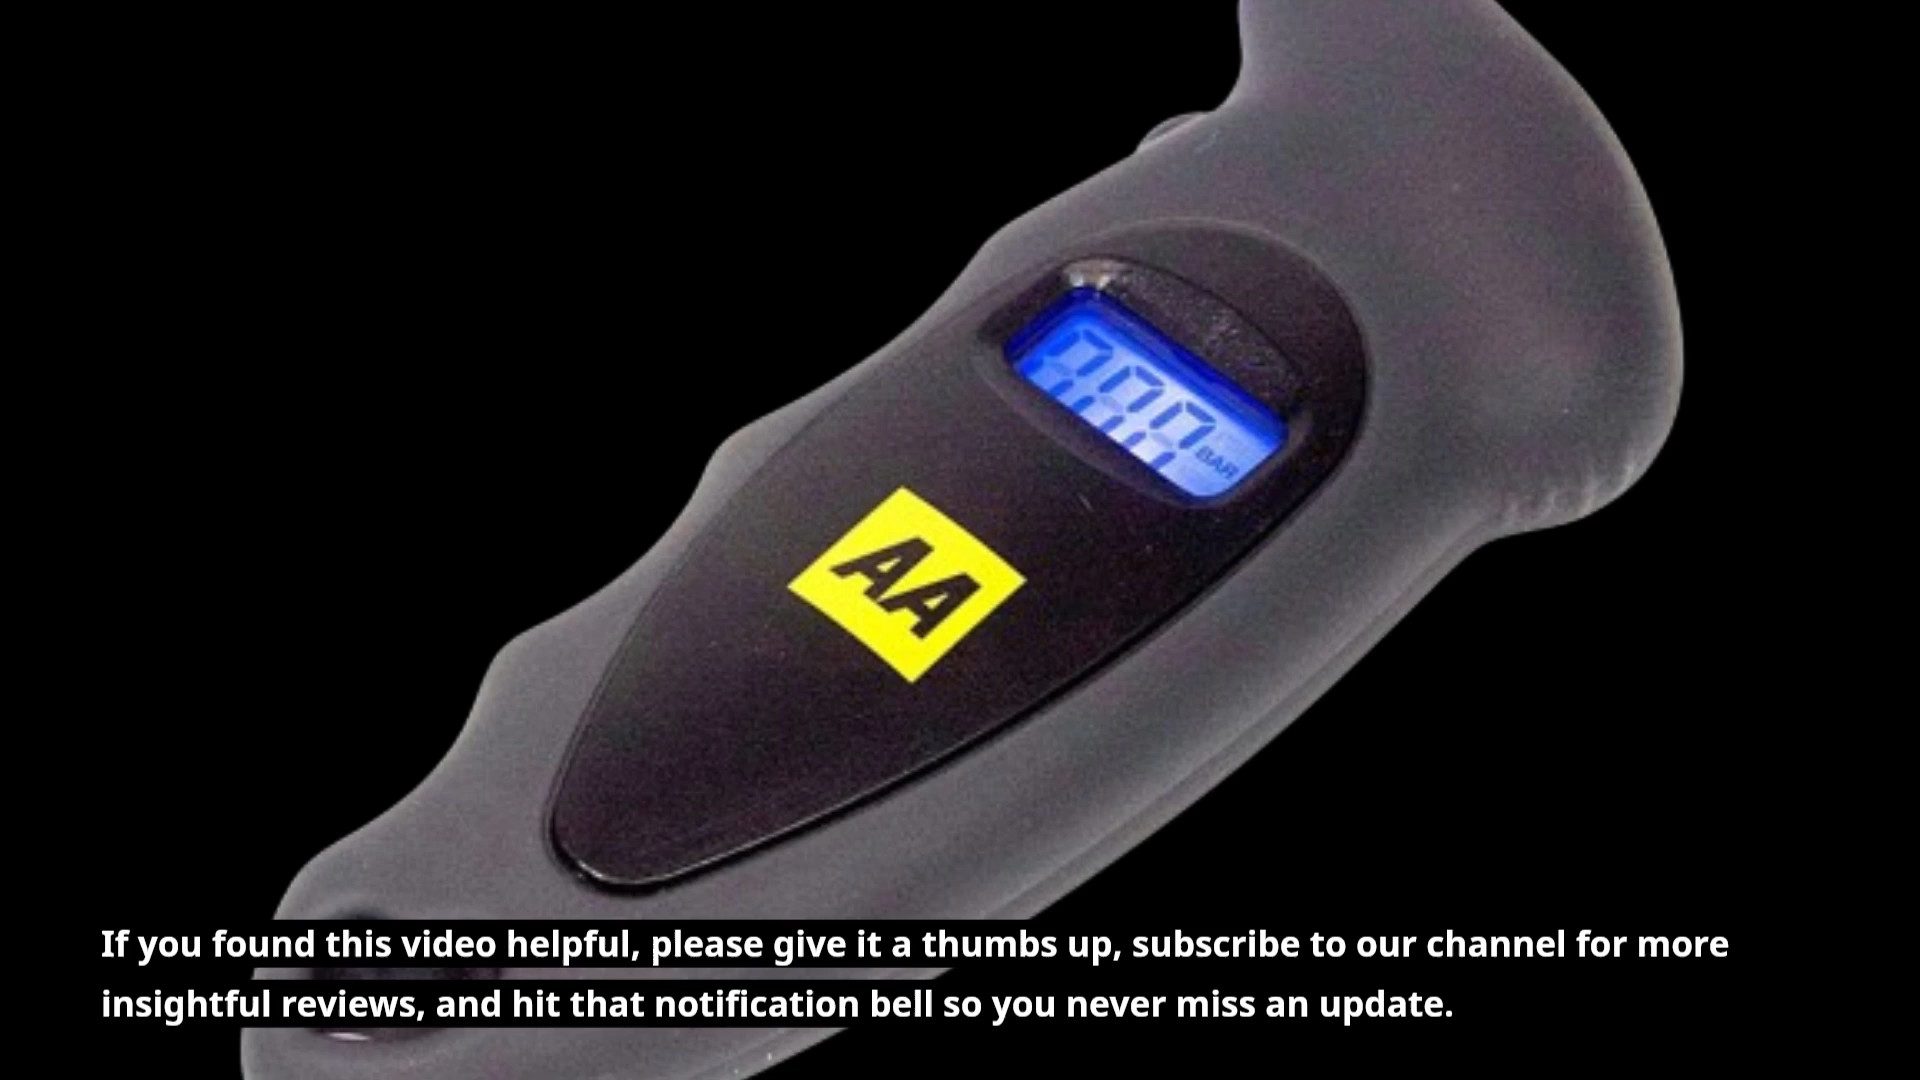 000
BAR
AA
If you found this video helpful, please give it a thumbs up, subscribe to our channel for more
insightful reviews, and hit that notification bell so you never miss an update.